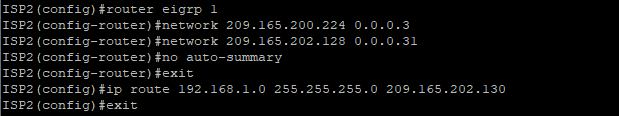 ISP2(config)#router eigrp 1
ISP2(config-router)#network 209.165.200.224 0.0.0.3
ISP2(config-router)#network 209.165.202.128 0.0.0.31
ISP2(config-router)#no auto-summary
ISP2(config-router)#exit
ISP2(config)#ip route 192.168.1.0 255.255.255.0 209.165.202.130
ISP2(config)#exit